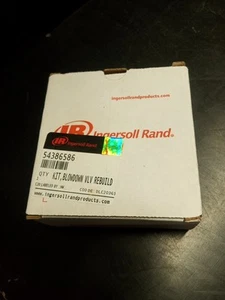 ingersollrandproducts.com
IR Ingersoll Rand®
54386586
QTY KIT, BLOWDOWN VLV REBUILD
www.ingersollrandproducts.com